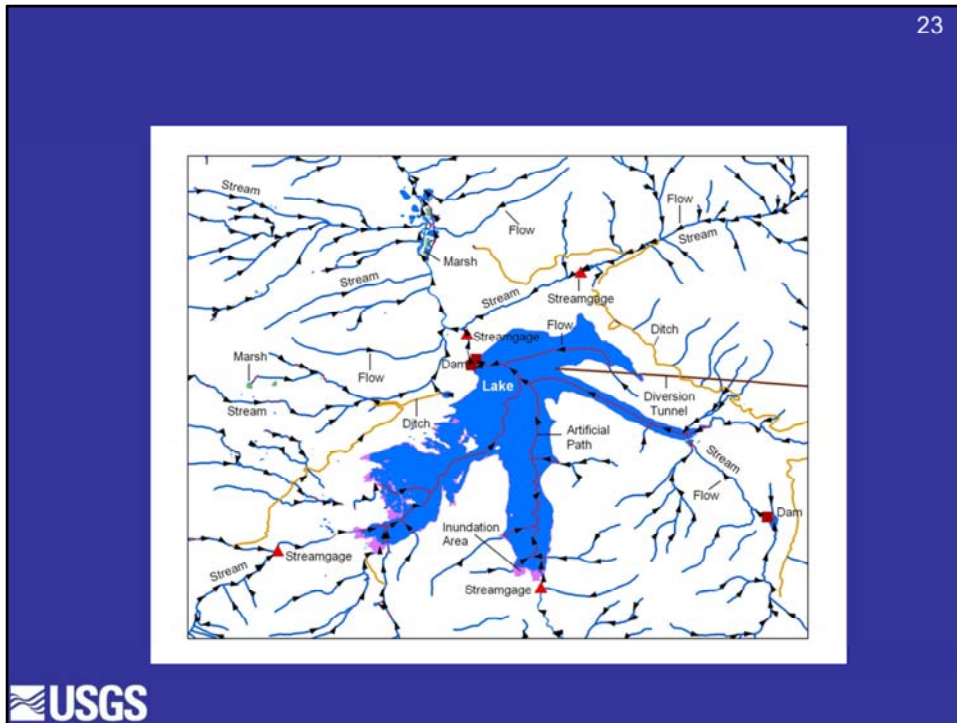 23
Stream
Flow
Flow
Stream
Marsh
Stream
Stream
Streamgage
Streamgage
Flow
Ditch
Marsh
Dam
Flow
Lake
Diversion
Tunnel
Stream
Ditch
Artificial
Path
Stream
Flow
Dam
Inundation
Area
Streamgage
Stream
Streamgage
USGS